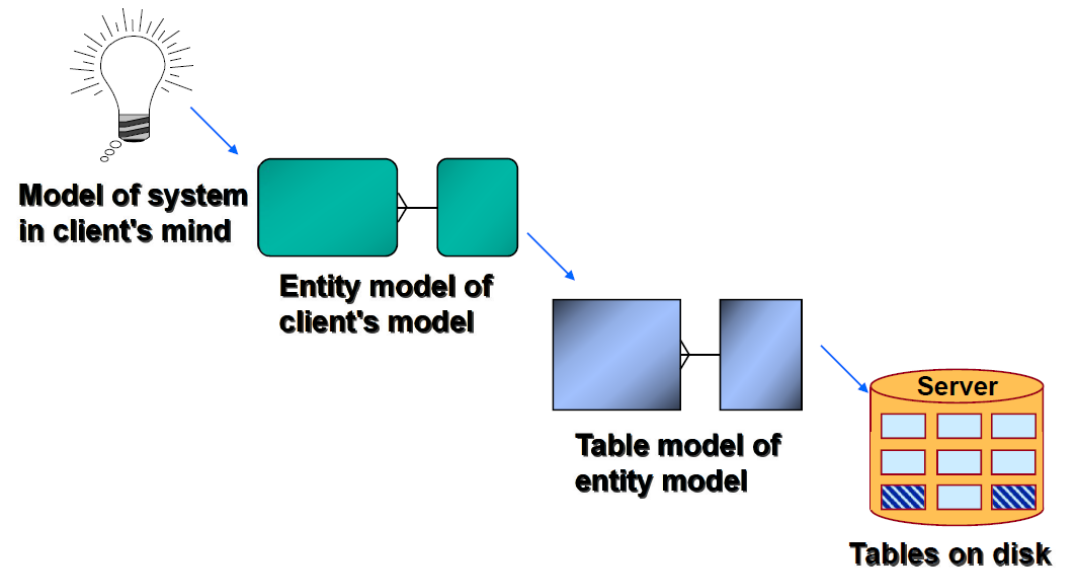 Model of system
in client's mind
Entity model of
client's model
Table model of
entity model
Server
Tables on disk